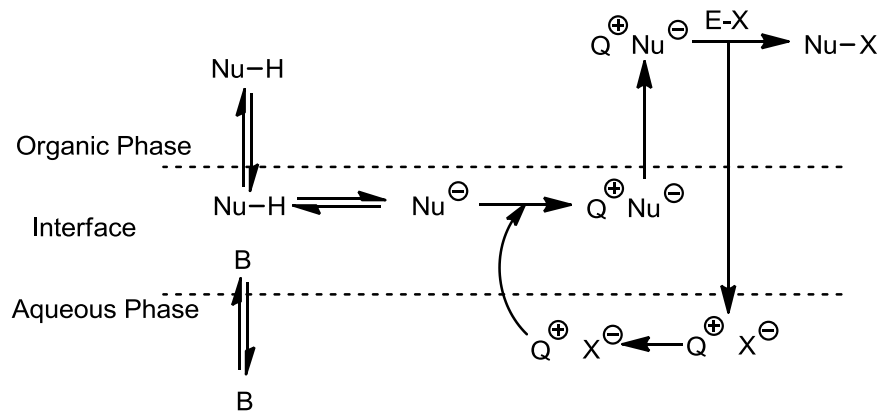 E-X
Q⊕ Nu⊖
Nu−X
Nu−H
Organic Phase
Nu−H
Nu⊖
Q⊕ Nu⊖
Interface
B
Aqueous Phase
Q⊕ X⊖
Q⊕ X⊖
B